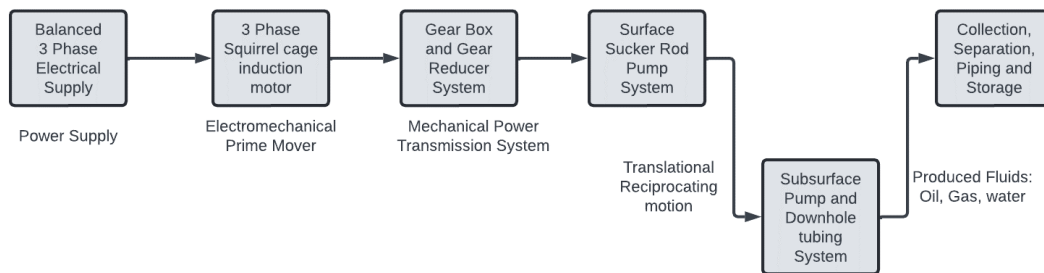 Balanced
3 Phase
Electrical
Supply
Power Supply
3 Phase
Squirrel cage
induction
motor
Electromechanical
Prime Mover
Gear Box
and Gear
Reducer
System
Mechanical Power
Transmission System
Surface
Sucker Rod
Pump
System
Translational
Reciprocating
motion
Subsurface
Pump and
Downhole
tubing
System
Produced Fluids:
Oil, Gas, water
Collection,
Separation,
Piping and
Storage